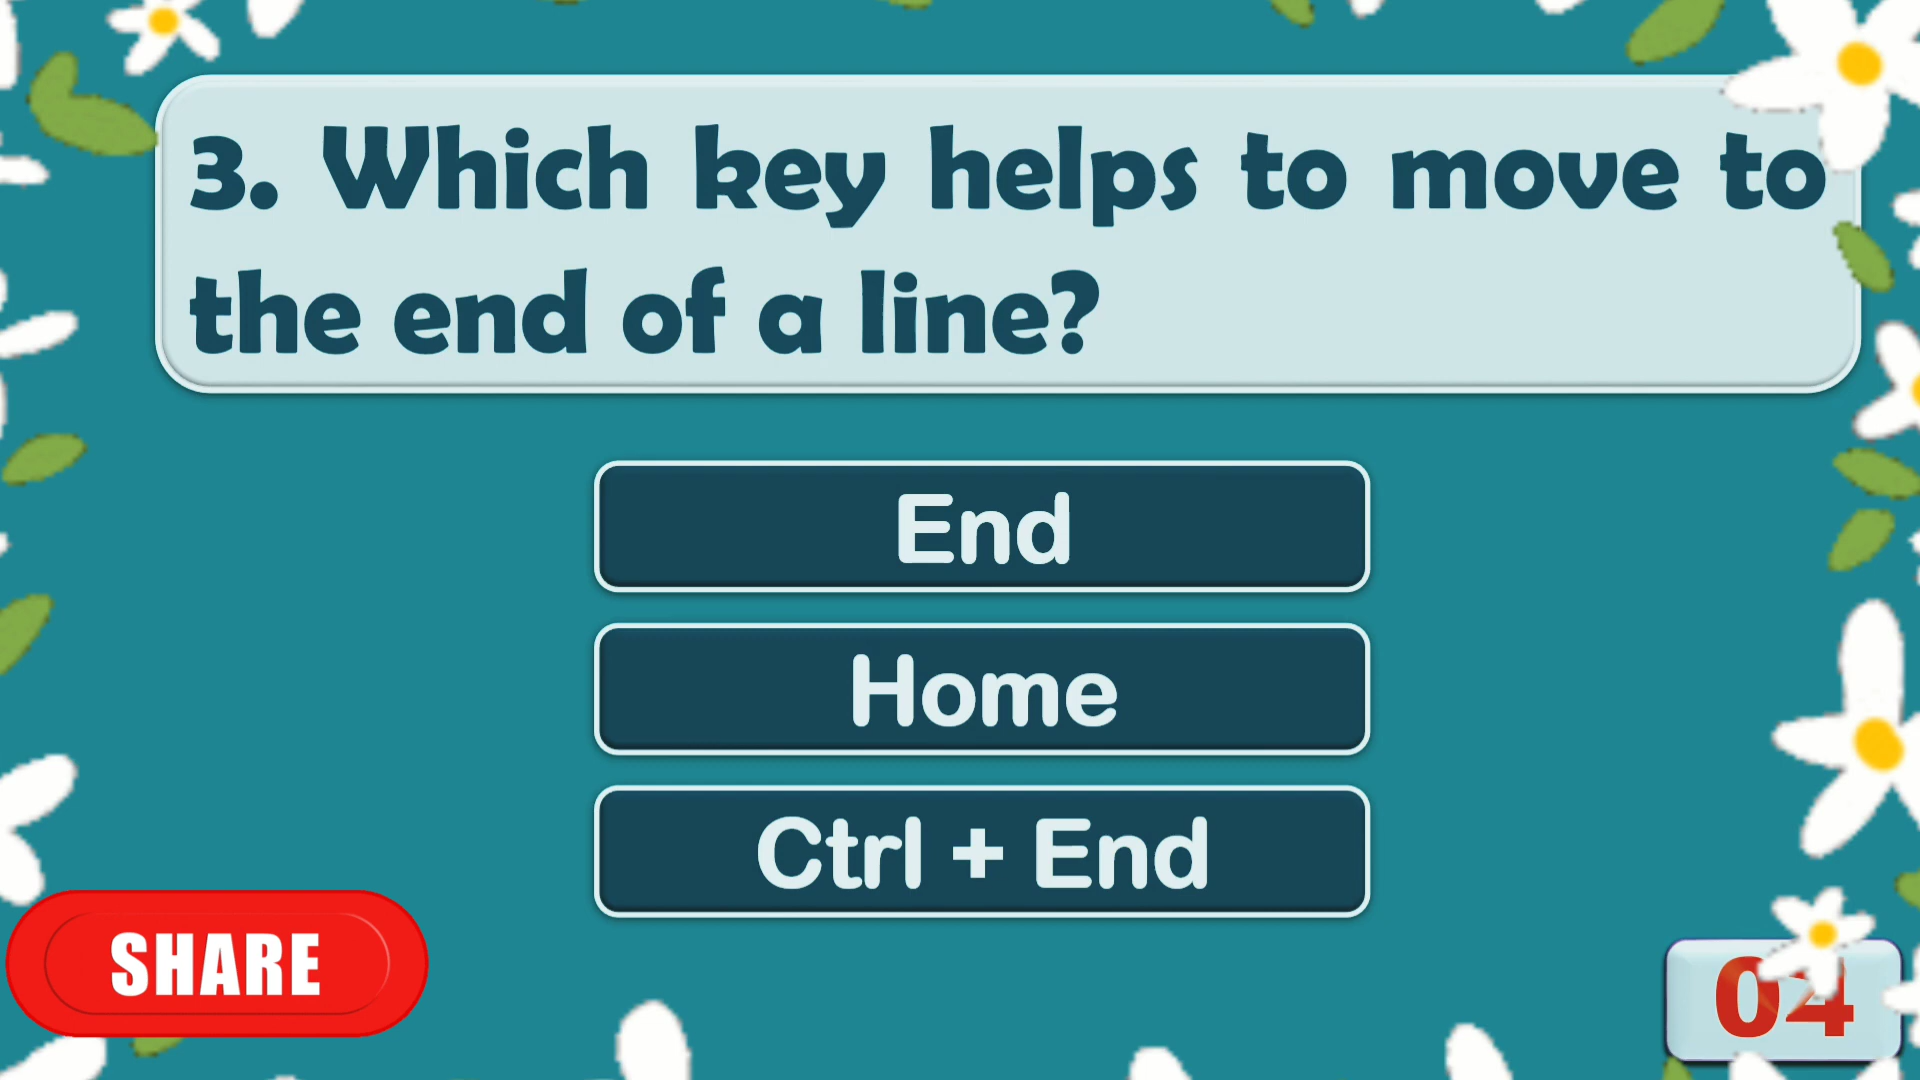 3. Which key helps to move to
the end of a line?
End
Home
Ctrl + End
SHARE
04